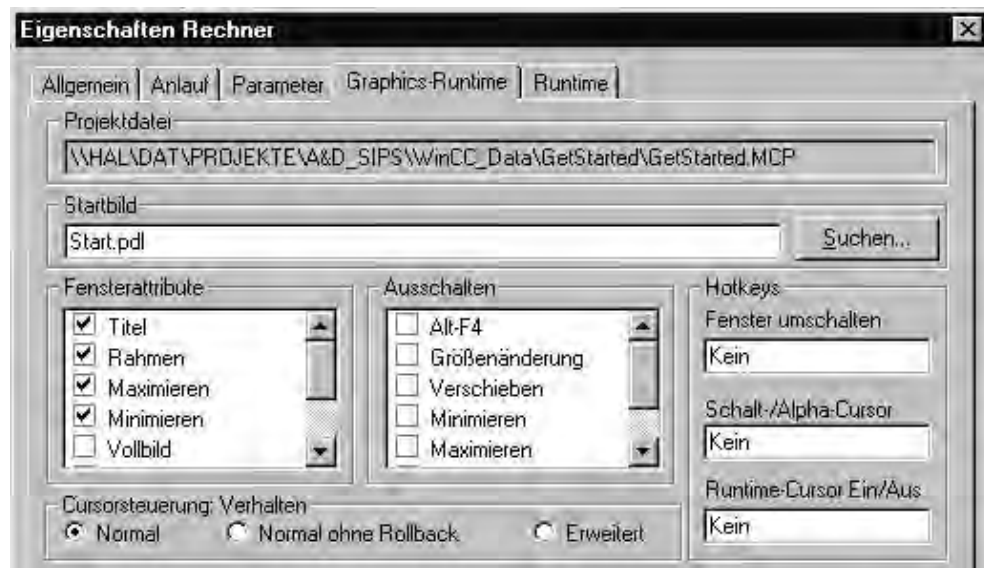 Eigenschaften Rechner
Allgemein Anlauf Parameter Graphics-Runtime Runtime
Projektdatei
\\HAL\DAT\PROJEKTE\A&D_SIPS\WinCC_Data\GetStarted\GetStarted.MCP
Startbild
Start.pdl
Suchen...
Fensterattribute
Titel
Rahmen
Maximieren
Minimieren
Vollbild
Ausschalten
Alt-F4
Größenänderung
Verschieben
Minimieren
Maximieren
Hotkeys
Fenster umschalten
Kein
Schalt-/Alpha-Cursor
Kein
Runtime-Cursor Ein/Aus
Kein
Cursorsteuerung: Verhalten
Normal Normal ohne Rollback Erweitert